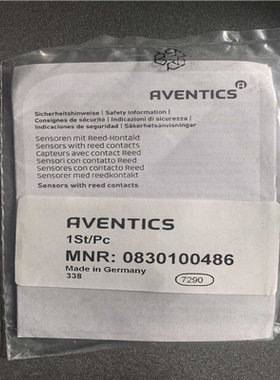 AVENTICS
Sicherheitshinweise | Safety information |
Consignes de sécurité | Indicazioni di sicurezza |
Indicaciones de seguridad | Säkerhetsanvisningar
Sensoren mit Reed-Kontakt
Sensors with reed contacts
Capteurs avec contact Reed
Sensori con contatto Reed
Sensores con contacto Reed
Sensorer med reedkontakt
Sensors with reed contacts
AVENTICS
1St/Pc
MNR: 0830100486
Made in Germany
338
7290